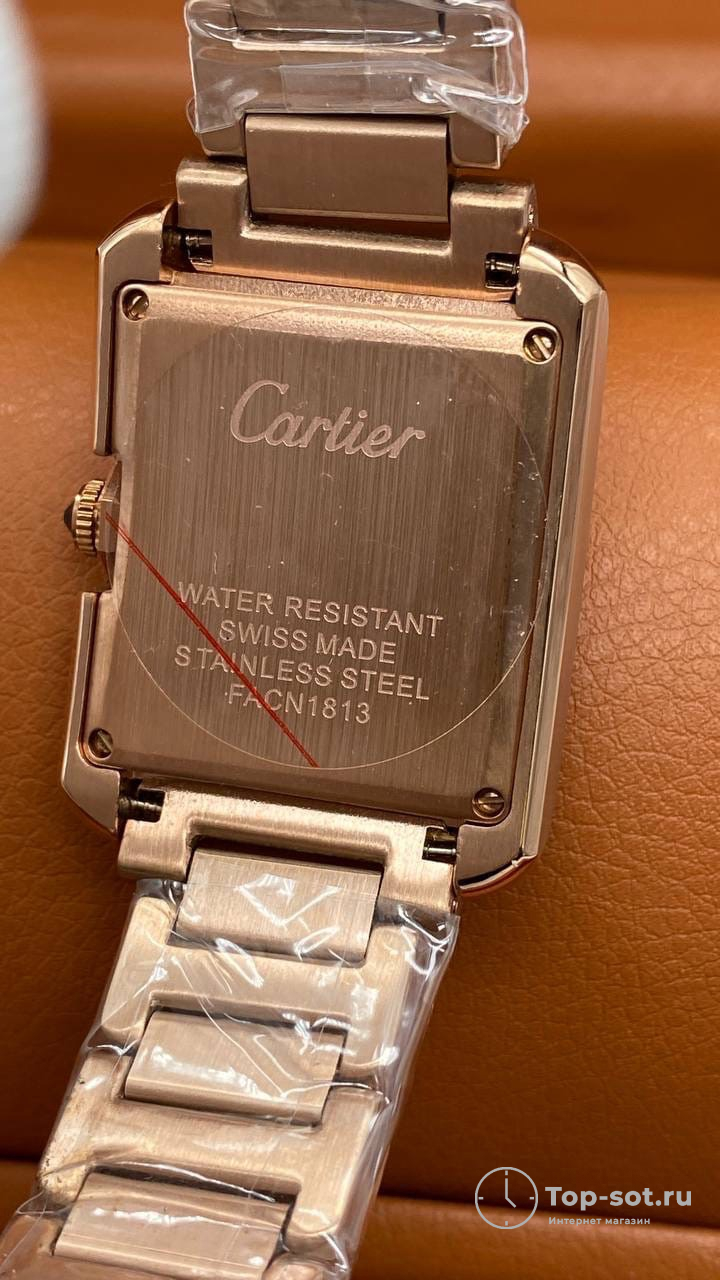 Cartier
WATER RESISTANT
SWISS MADE
STAINLESS STEEL
FACN1813
Top-sot.ru
Интернет магазин